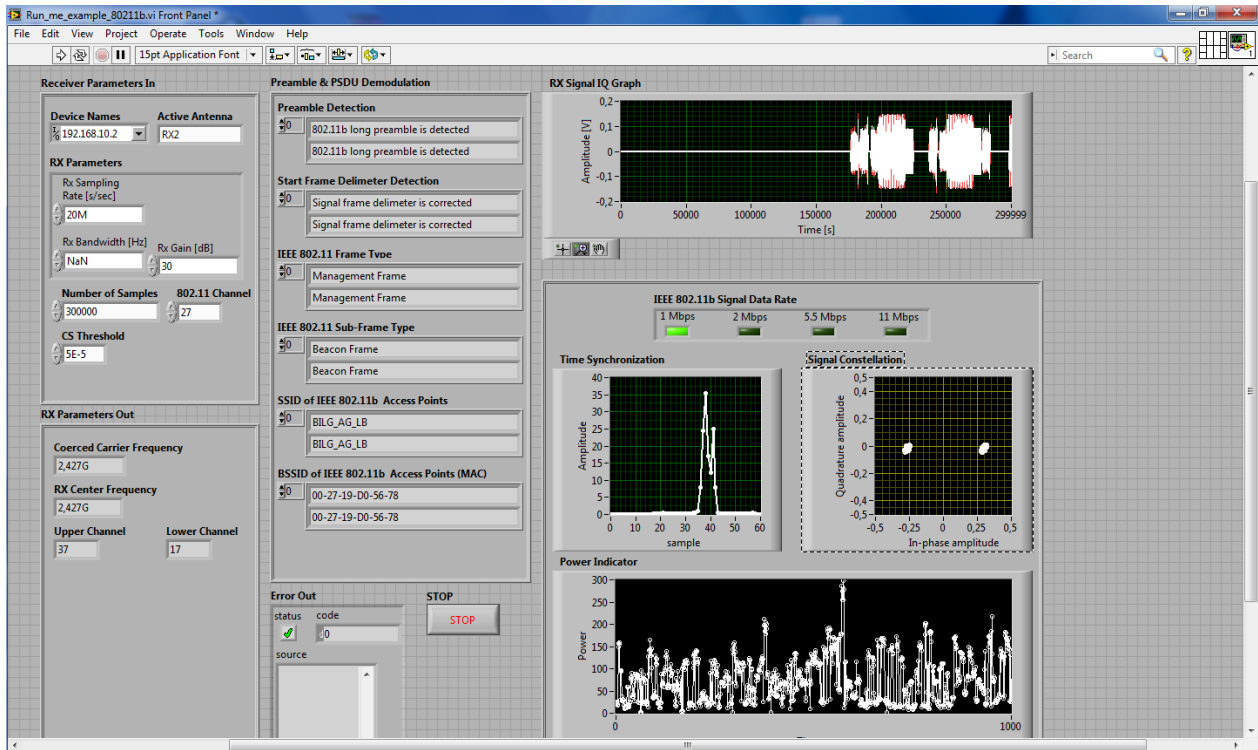 Run_me_example_80211b.vi Front Panel *
File Edit View Project Operate Tools Window Help
15pt Application Font
Search
1
Receiver Parameters In
Device Names Active Antenna
192.168.10.2 RX2
RX Parameters
Rx Sampling
Rate [s/sec]
20M
Rx Bandwidth [Hz] Rx Gain [dB]
NaN 30
Number of Samples 802.11 Channel
300000 27
CS Threshold
5E-5
RX Parameters Out
Coerced Carrier Frequency
2,427G
RX Center Frequency
2,427G
Upper Channel Lower Channel
37 17
Preamble & PSDU Demodulation
Preamble Detection
0 802.11b long preamble is detected
802.11b long preamble is detected
Start Frame Delimeter Detection
0 Signal frame delimeter is corrected
Signal frame delimeter is corrected
IEEE 802.11 Frame Type
0 Management Frame
Management Frame
IEEE 802.11 Sub-Frame Type
0 Beacon Frame
Beacon Frame
SSID of IEEE 802.11b Access Points
0 BILG_AG_LB
BILG_AG_LB
BSSID of IEEE 802.11b Access Points (MAC)
0 00-27-19-D0-56-78
00-27-19-D0-56-78
Error Out
status code
0
source
STOP
STOP
RX Signal IQ Graph
Amplitude [V]
0,2
0,1
0
-0,1
-0,2
0 50000 100000 150000 200000 250000 299999
Time [s]
IEEE 802.11b Signal Data Rate
1 Mbps 2 Mbps 5.5 Mbps 11 Mbps
Time Synchronization
Amplitude
40
35
30
25
20
15
10
5
0
0 10 20 30 40 50 60
sample
Signal Constellation
Quadrature amplitude
0,5
0,4
0,2
0
-0,2
-0,4
-0,5
-0,5 -0,25 0 0,25 0,5
In-phase amplitude
Power Indicator
Power
300
250
200
150
100
50
0
0 1000